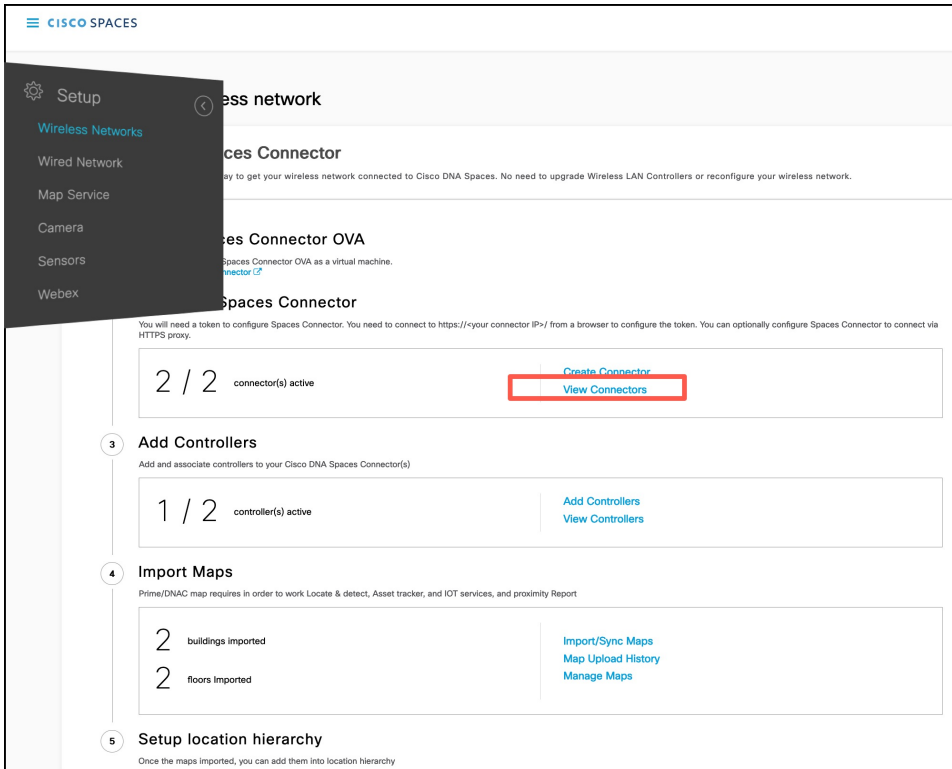 CISCO SPACES
Setup
Wireless Networks
Wired Network
Map Service
Camera
Sensors
Webex
ess network
ces Connector
ay to get your wireless network connected to Cisco DNA Spaces. No need to upgrade Wireless LAN Controllers or reconfigure your wireless network.
es Connector OVA
Spaces Connector OVA as a virtual machine.
nnector
Spaces Connector
You will need a token to configure Spaces Connector. You need to connect to https://<your connector IP>/ from a browser to configure the token. You can optionally configure Spaces Connector to connect via
HTTPS proxy.
2 / 2 connector(s) active
Create Connector
View Connectors
3 Add Controllers
Add and associate controllers to your Cisco DNA Spaces Connector(s)
1 / 2 controller(s) active
Add Controllers
View Controllers
4 Import Maps
Prime/DNAC map requires in order to work Locate & detect, Asset tracker, and IOT services, and proximity Report
2 buildings imported
2 floors Imported
Import/Sync Maps
Map Upload History
Manage Maps
5 Setup location hierarchy
Once the maps imported, you can add them into location hierarchy